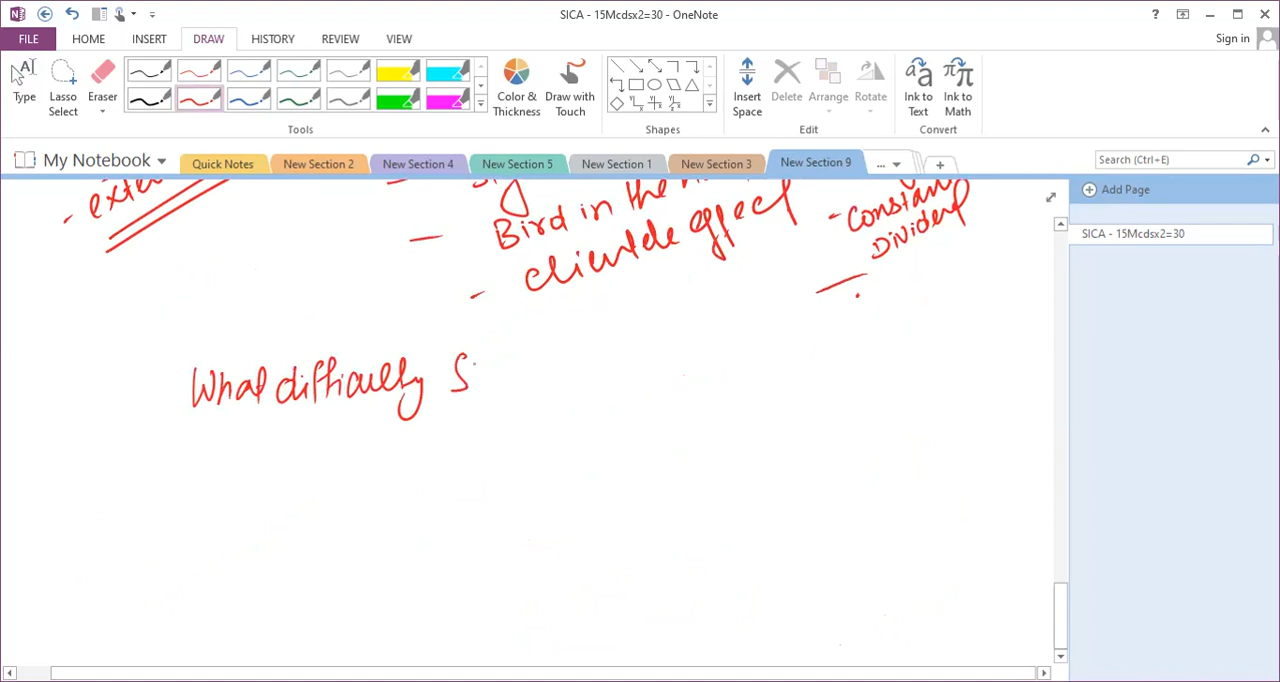 SICA - 15Mcdsx2=30 - OneNote
?
FILE HOME INSERT DRAW HISTORY REVIEW VIEW
Sign in
Type
Lasso Select
Eraser
Color & Thickness
Draw with Touch
Insert Space
Delete
Arrange
Rotate
Ink to Text
Ink to Math
Tools
Shapes
Edit
Convert
My Notebook
Quick Notes
New Section 2
New Section 4
New Section 5
New Section 1
New Section 3
New Section 9
...
Search (Ctrl+E)
Add Page
SICA - 15Mcdsx2=30
- exter
Bird in the
- clientele effect
- constan
Dividend
What difficulty S